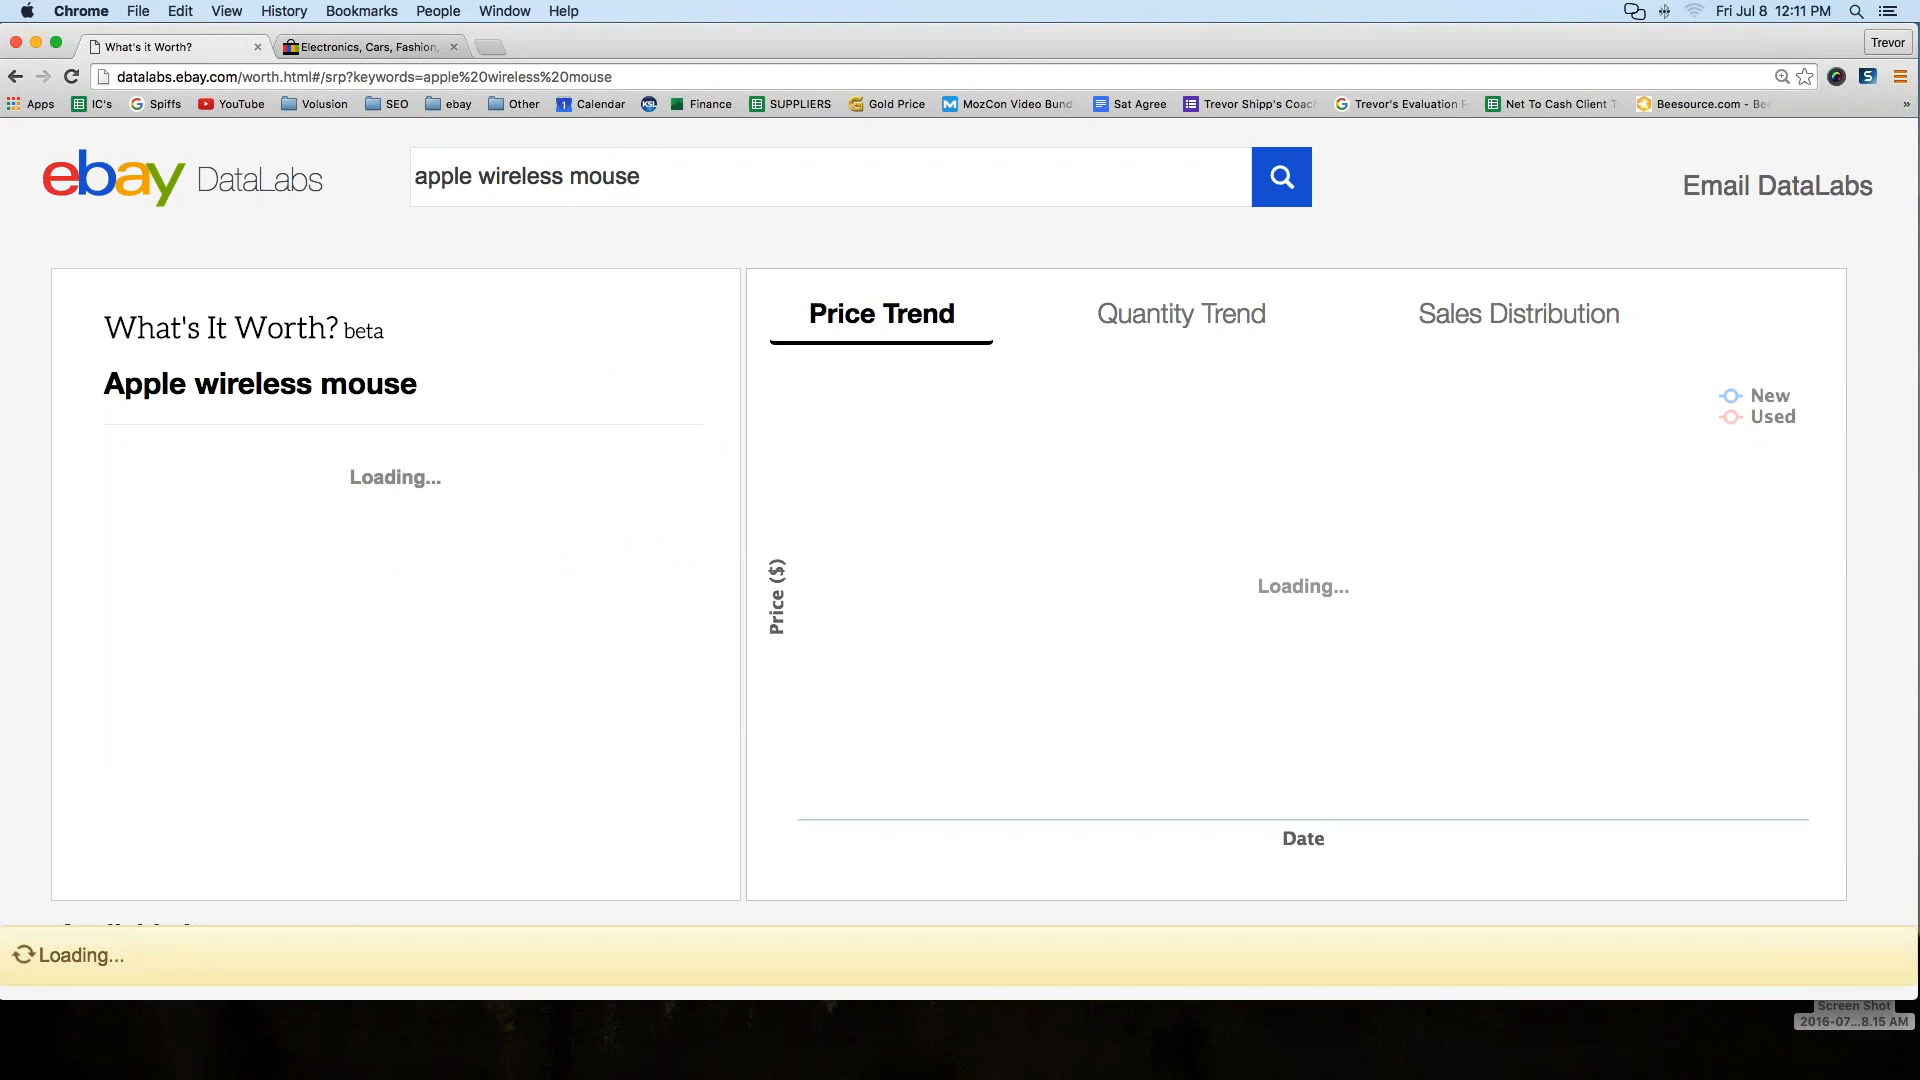 Chrome File Edit View History Bookmarks People Window Help Fri Jul 8 12:11 PM
What's it Worth? Electronics, Cars, Fashion, Trevor
datalabs.ebay.com/worth.html#/srp?keywords=apple%20wireless%20mouse
Apps IC's Spiffs YouTube Volusion SEO ebay Other 1 Calendar KSL Finance SUPPLIERS Gold Price MozCon Video Bund Sat Agree Trevor Shipp's Coac Trevor's Evaluation F Net To Cash Client T Beesource.com - Bee »
ebay DataLabs apple wireless mouse Email DataLabs
What's It Worth? beta
Apple wireless mouse
Loading...
Price Trend Quantity Trend Sales Distribution
New
Used
Price ($)
Loading...
Date
Loading...
Screen Shot
2016-07...8.15 AM